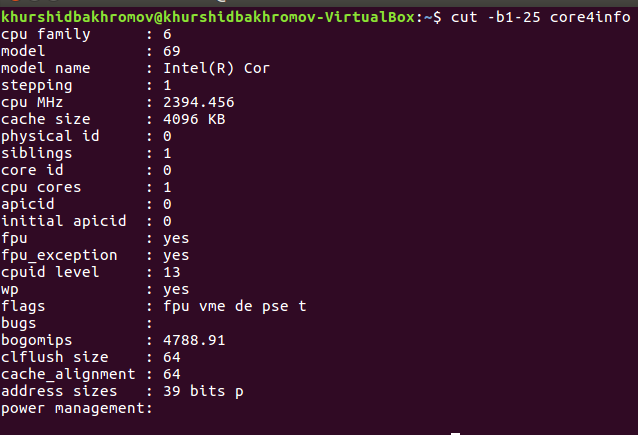 khurshidbakhromov@khurshidbakhromov-VirtualBox:~$ cut -b1-25 core4info
cpu family      : 6
model           : 69
model name      : Intel(R) Cor
stepping        : 1
cpu MHz         : 2394.456
cache size      : 4096 KB
physical id     : 0
siblings        : 1
core id         : 0
cpu cores       : 1
apicid          : 0
initial apicid  : 0
fpu             : yes
fpu_exception   : yes
cpuid level     : 13
wp              : yes
flags           : fpu vme de pse t
bugs            :
bogomips        : 4788.91
clflush size    : 64
cache_alignment : 64
address sizes   : 39 bits p
power management: